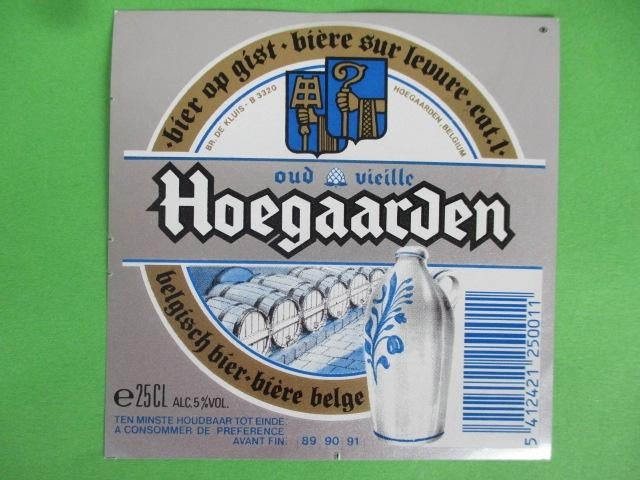 bier op gist · bière sur levure · cat.1 ·
BR. DE KLUIS - B 3320
HOEGAARDEN, BELGIUM
oud vieille
Hoegaarden
belgisch bier · bière belge
e 25CL ALC. 5 % VOL.
TEN MINSTE HOUDBAAR TOT EINDE:
A CONSOMMER DE PREFERENCE
AVANT FIN: 89 90 91
5 412421 250011